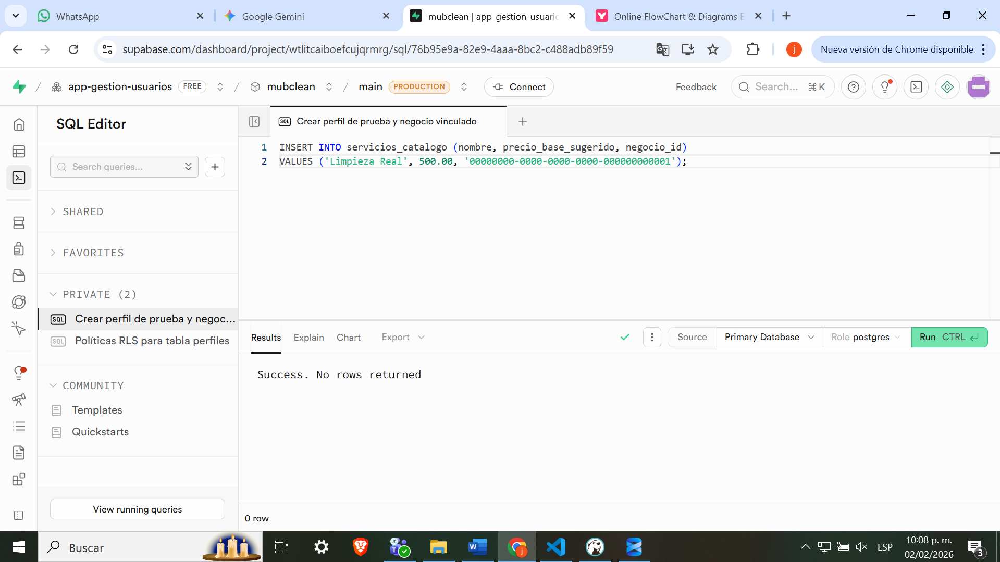 WhatsApp
Google Gemini
mubclean | app-gestion-usuario
Online FlowChart & Diagrams E
supabase.com/dashboard/project/wtlitcaiboefcujqrmrg/sql/76b95e9a-82e9-4aaa-8bc2-c488adb89f59
j
Nueva versión de Chrome disponible
/ app-gestion-usuarios FREE / mubclean / main PRODUCTION Connect
Feedback
Search... ⌘ K
SQL Editor
SQL Crear perfil de prueba y negocio vinculado
Search queries...
1 INSERT INTO servicios_catalogo (nombre, precio_base_sugerido, negocio_id)
2 VALUES ('Limpieza Real', 500.00, '00000000-0000-0000-0000-000000000001');
SHARED
FAVORITES
PRIVATE (2)
SQL Crear perfil de prueba y negoc...
SQL Políticas RLS para tabla perfiles
COMMUNITY
Templates
Quickstarts
View running queries
Results Explain Chart Export
Source Primary Database Role postgres Run CTRL
Success. No rows returned
0 row
Buscar
ESP
10:08 p. m.
02/02/2026
3